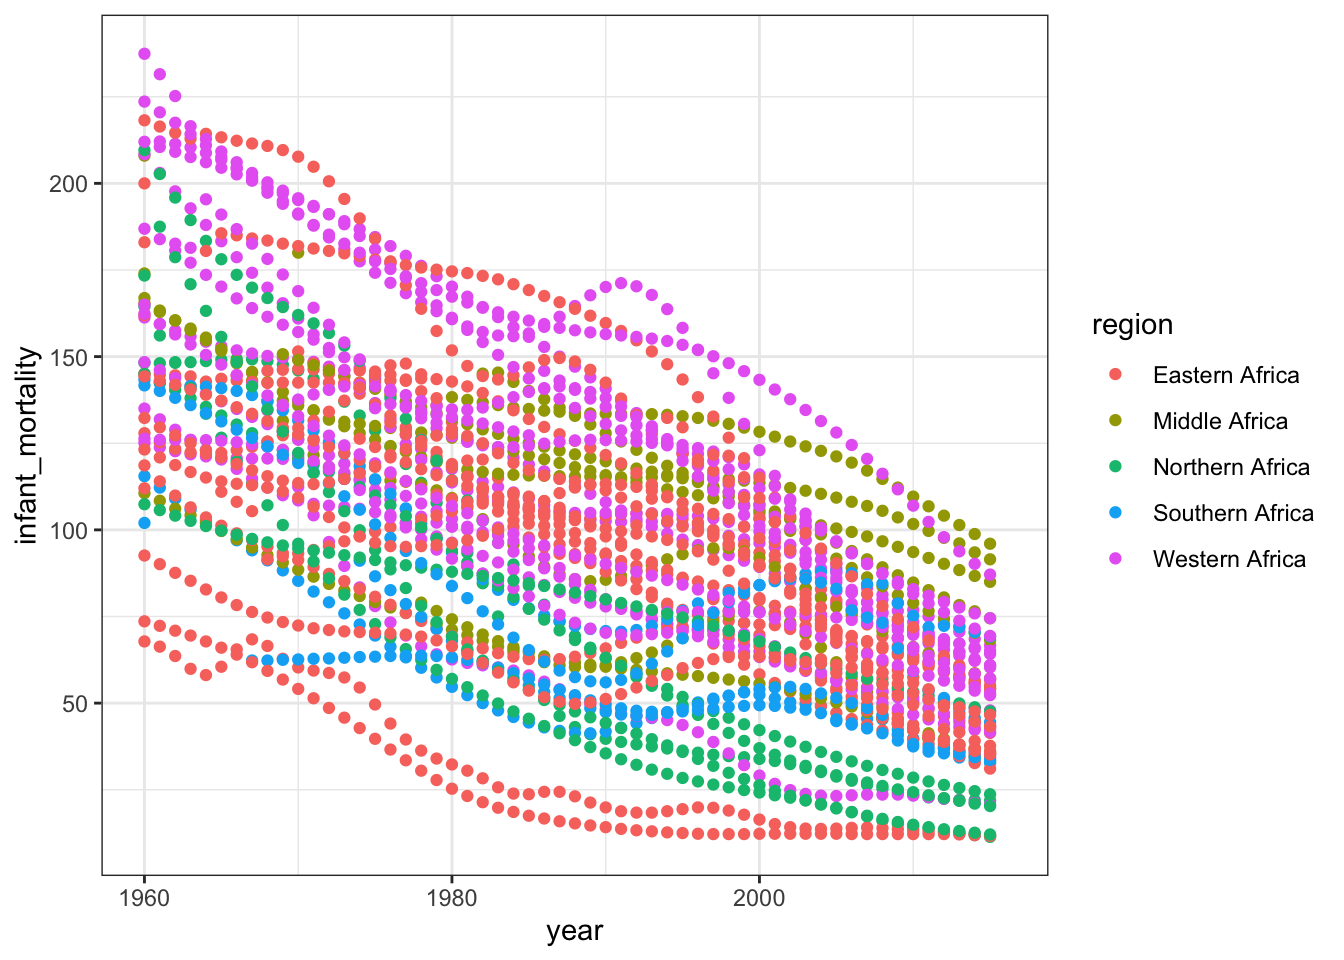 infant_mortality
200
150
100
50
1960
1980
2000
year
region
Eastern Africa
Middle Africa
Northern Africa
Southern Africa
Western Africa